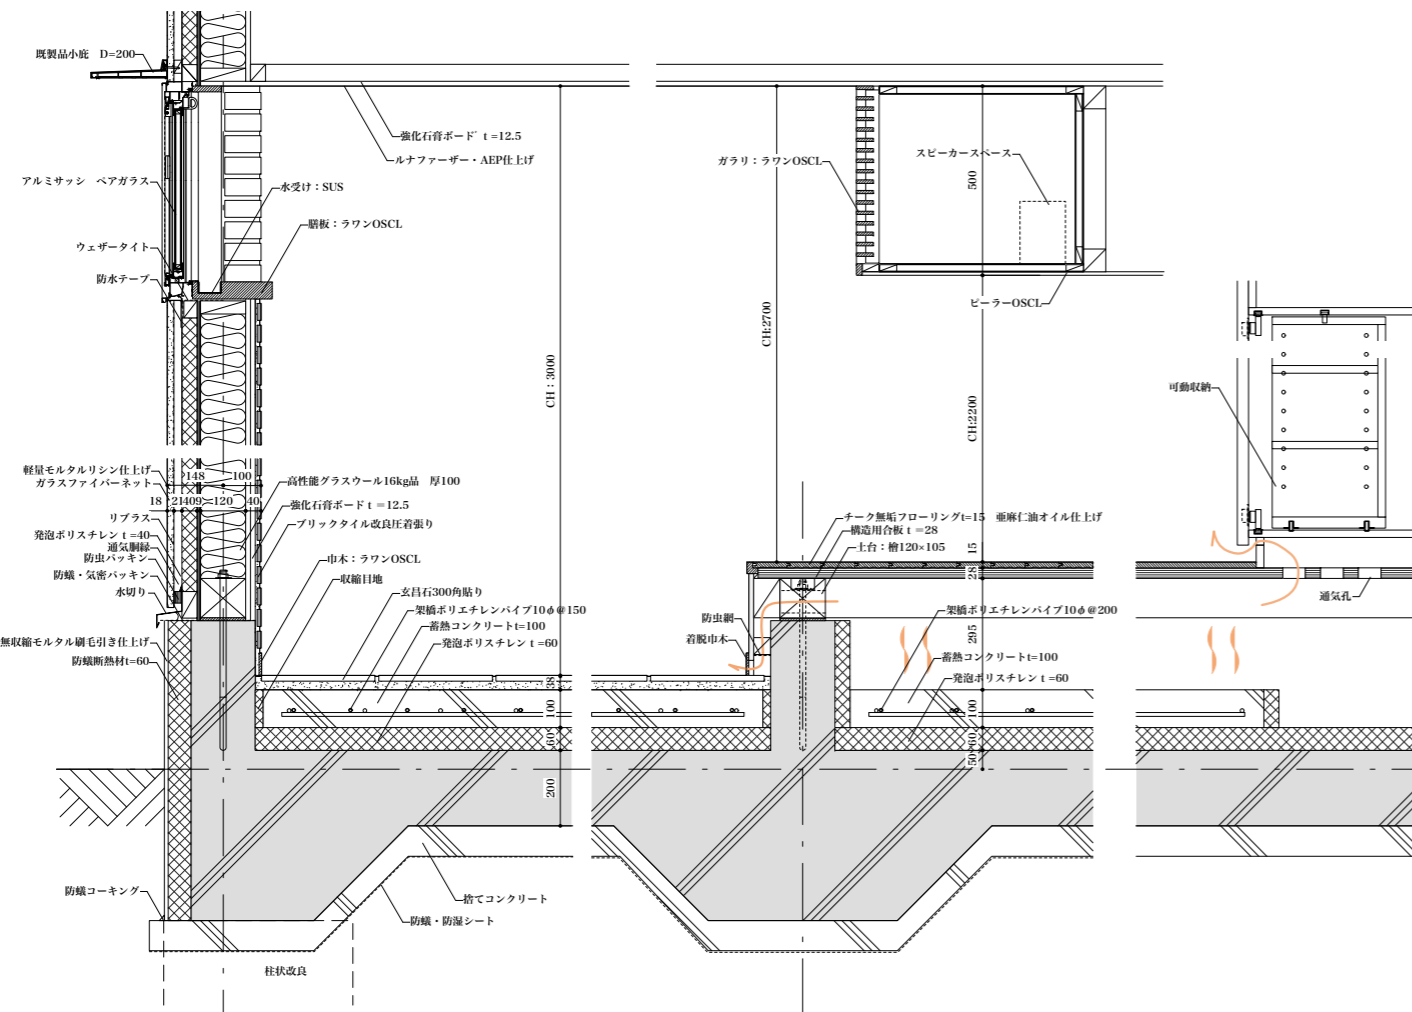 既製品小庇　D=200
強化石膏ボード t =12.5
ルナファーザー・AEP仕上げ
アルミサッシ　ペアガラス
水受け：SUS
膳板：ラワンOSCL
ウェザータイト
防水テープ
ガラリ：ラワンOSCL
スピーカースペース
500
ピーラーOSCL
CH:2700
CH：3000
CH:2200
可動収納
軽量モルタルリシン仕上げ
ガラスファイバーネット
148
100
18
21
40
9
120
40
高性能グラスウール16kg品　厚100
強化石膏ボード t =12.5
ブリックタイル改良圧着張り
リブラス
発泡ポリスチレン t =40
通気胴縁
防虫パッキン
防蟻・気密パッキン
水切り
巾木：ラワンOSCL
収縮目地
玄昌石300角貼り
架橋ポリエチレンパイプ10φ@150
蓄熱コンクリートt=100
発泡ポリスチレン t =60
チーク無垢フローリングt=15　亜麻仁油オイル仕上げ
構造用合板 t =28
土台：檜120×105
15
28
防虫網
着脱巾木
295
架橋ポリエチレンパイプ10φ@200
蓄熱コンクリートt=100
発泡ポリスチレン t =60
通気孔
無収縮モルタル刷毛引き仕上げ
防蟻断熱材t=60
38
100
60
200
100
60
50
防蟻コーキング
捨てコンクリート
防蟻・防湿シート
柱状改良